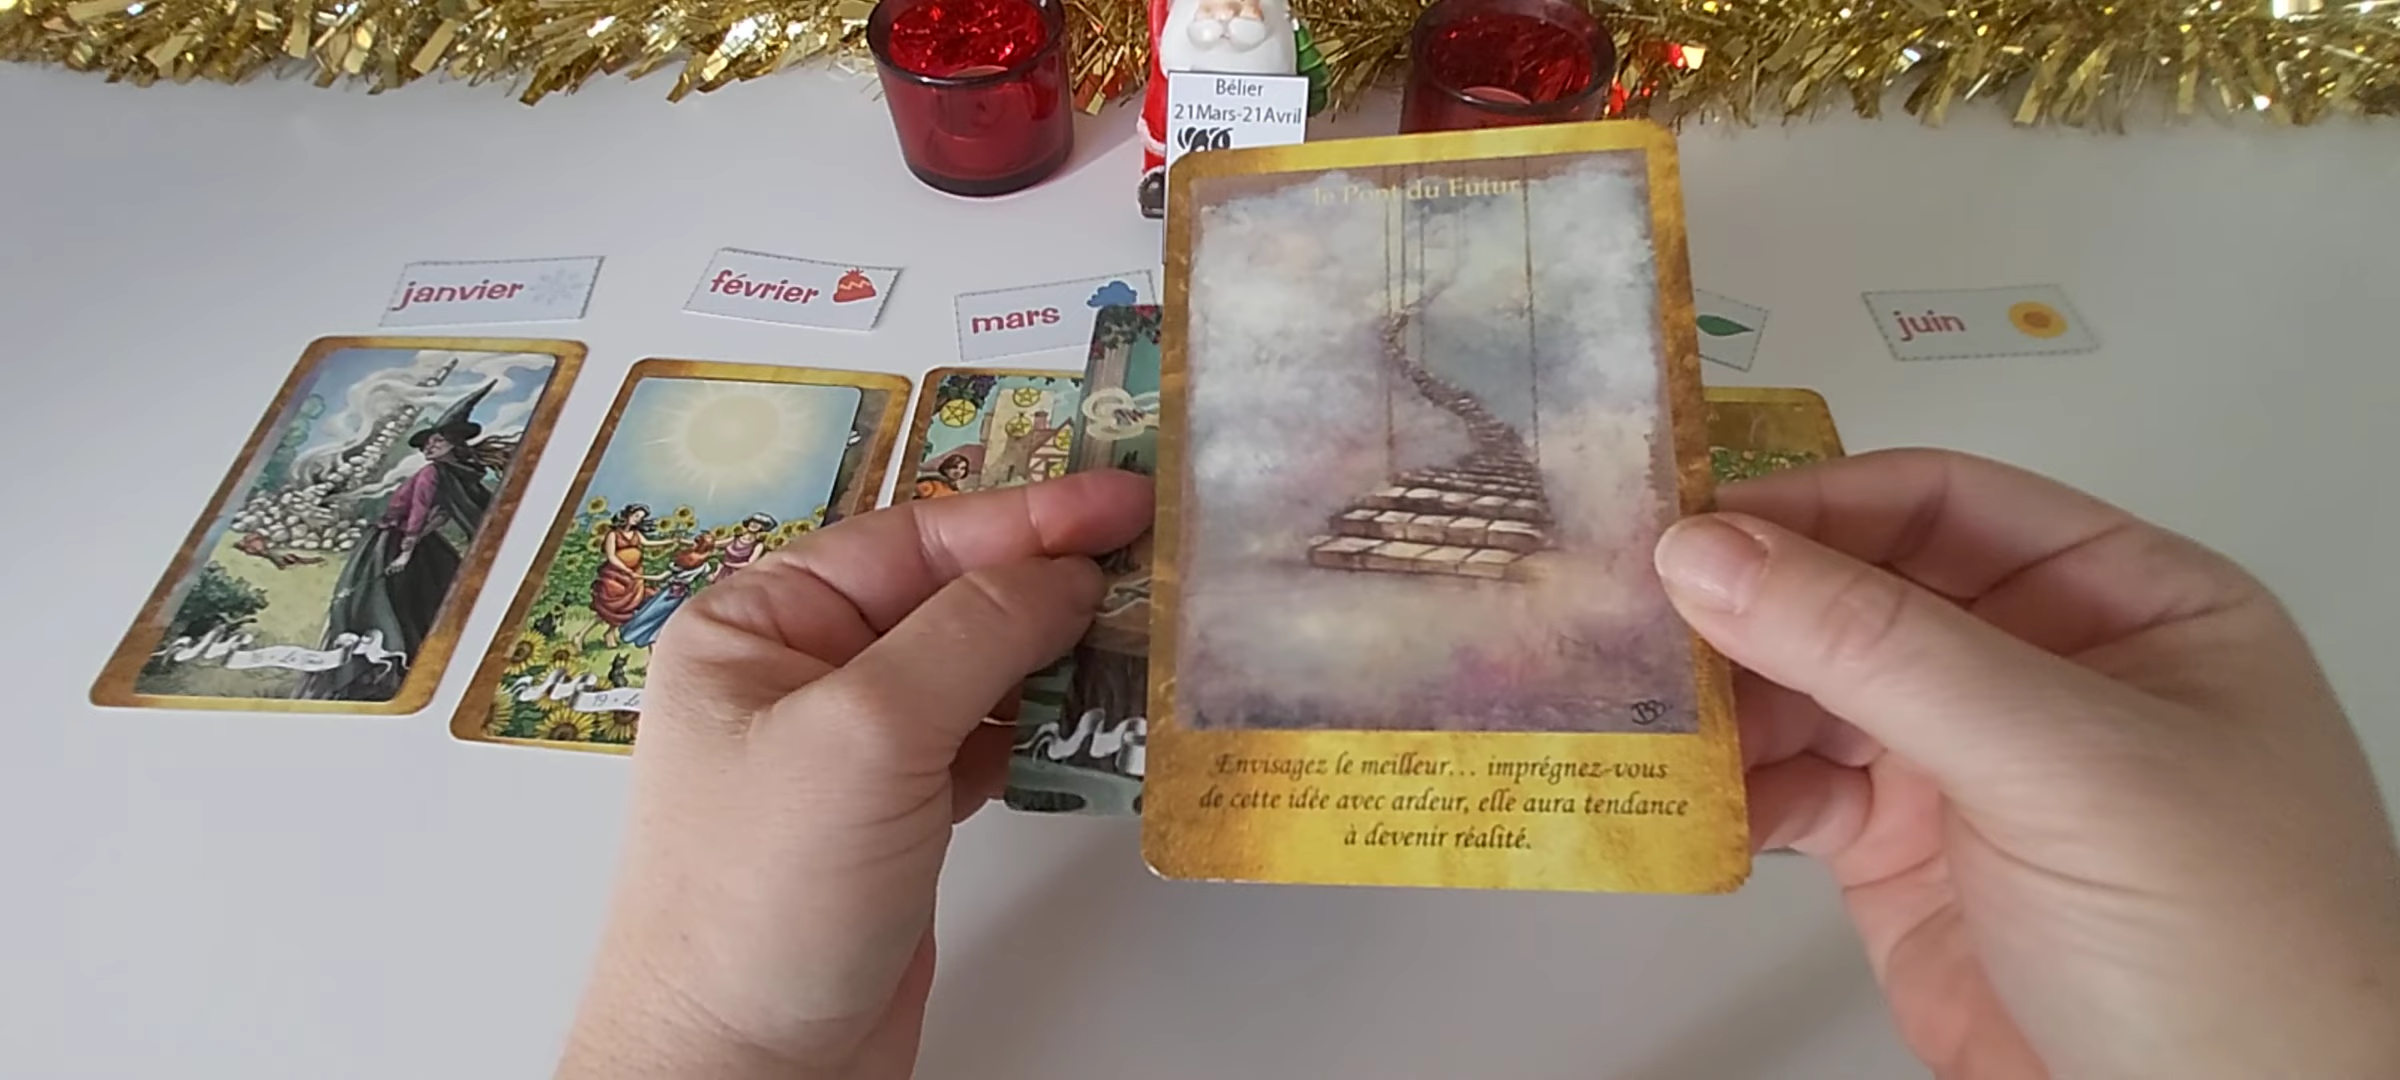 Bélier
21Mars-21Avril
le Pont du Futur
janvier
février
mars
juin
19
Envisagez le meilleur... imprégnez-vous
de cette idée avec ardeur, elle aura tendance
à devenir réalité.